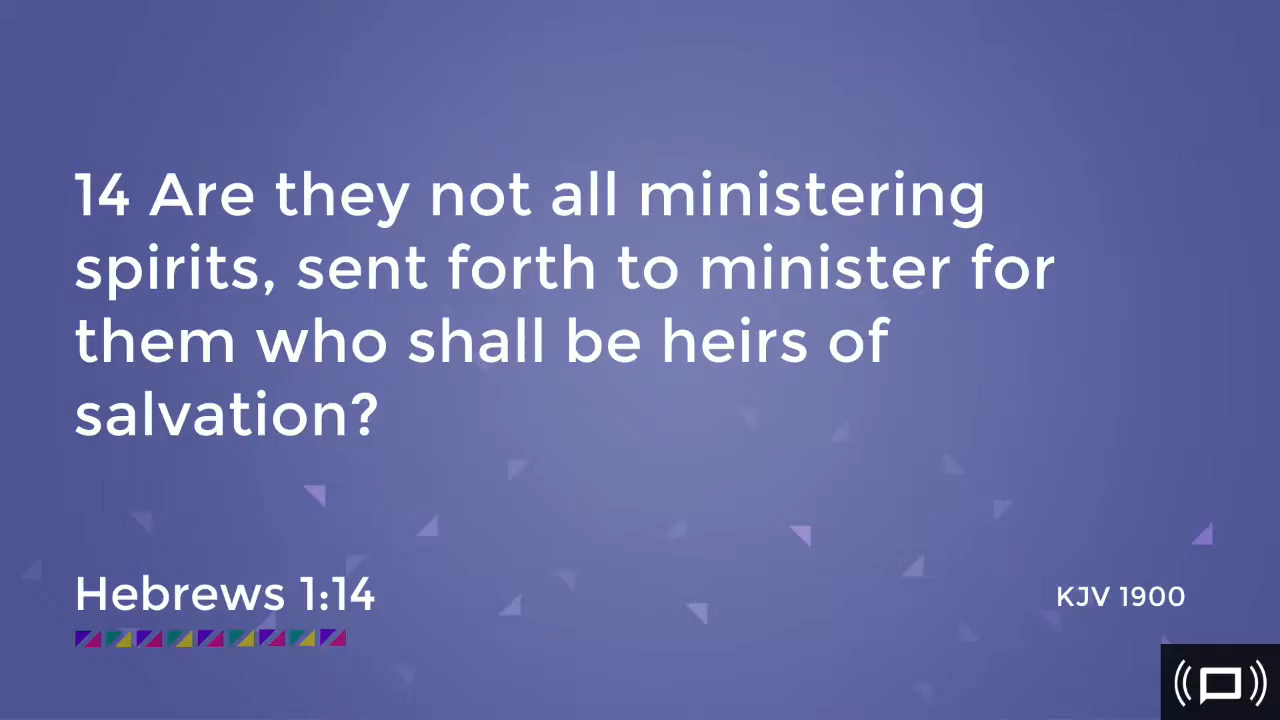 14 Are they not all ministering
spirits, sent forth to minister for
them who shall be heirs of
salvation?
Hebrews 1:14
KJV 1900